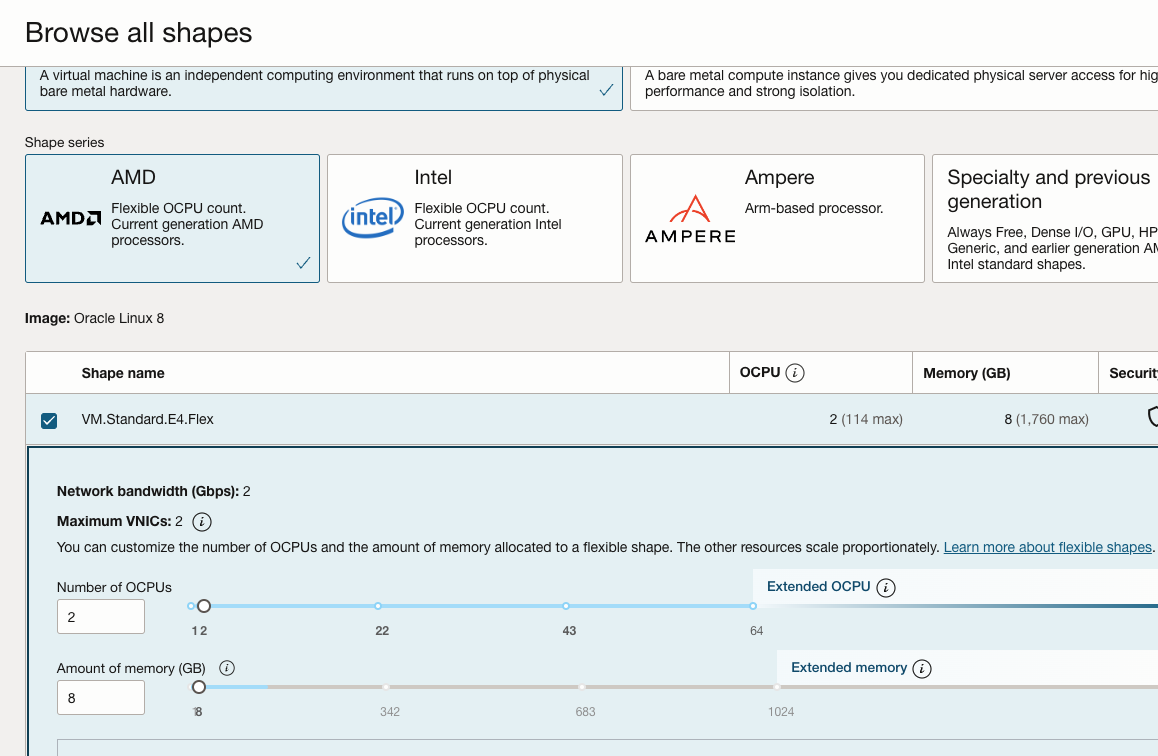 Browse all shapes
A virtual machine is an independent computing environment that runs on top of physical
bare metal hardware.
A bare metal compute instance gives you dedicated physical server access for hig
performance and strong isolation.
Shape series
AMD
AMD
Flexible OCPU count.
Current generation AMD
processors.
Intel
intel
Flexible OCPU count.
Current generation Intel
processors.
Ampere
AMPERE
Arm-based processor.
Specialty and previous
generation
Always Free, Dense I/O, GPU, HP
Generic, and earlier generation AM
Intel standard shapes.
Image: Oracle Linux 8
Shape name OCPU i Memory (GB) Security
VM.Standard.E4.Flex 2 (114 max) 8 (1,760 max)
Network bandwidth (Gbps): 2
Maximum VNICs: 2 i
You can customize the number of OCPUs and the amount of memory allocated to a flexible shape. The other resources scale proportionately. Learn more about flexible shapes.
Number of OCPUs
Extended OCPU i
2
1 2 22 43 64
Amount of memory (GB) i
Extended memory i
8
8 342 683 1024